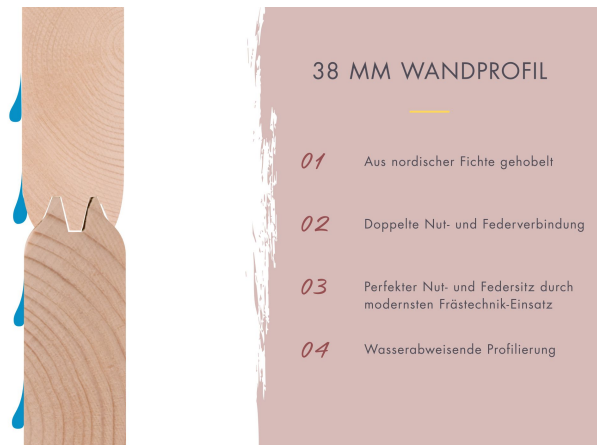 38 MM WANDPROFIL
01 Aus nordischer Fichte gehobelt
02 Doppelte Nut- und Federverbindung
03 Perfekter Nut- und Federsitz durch
modernsten Frästechnik-Einsatz
04 Wasserabweisende Profilierung